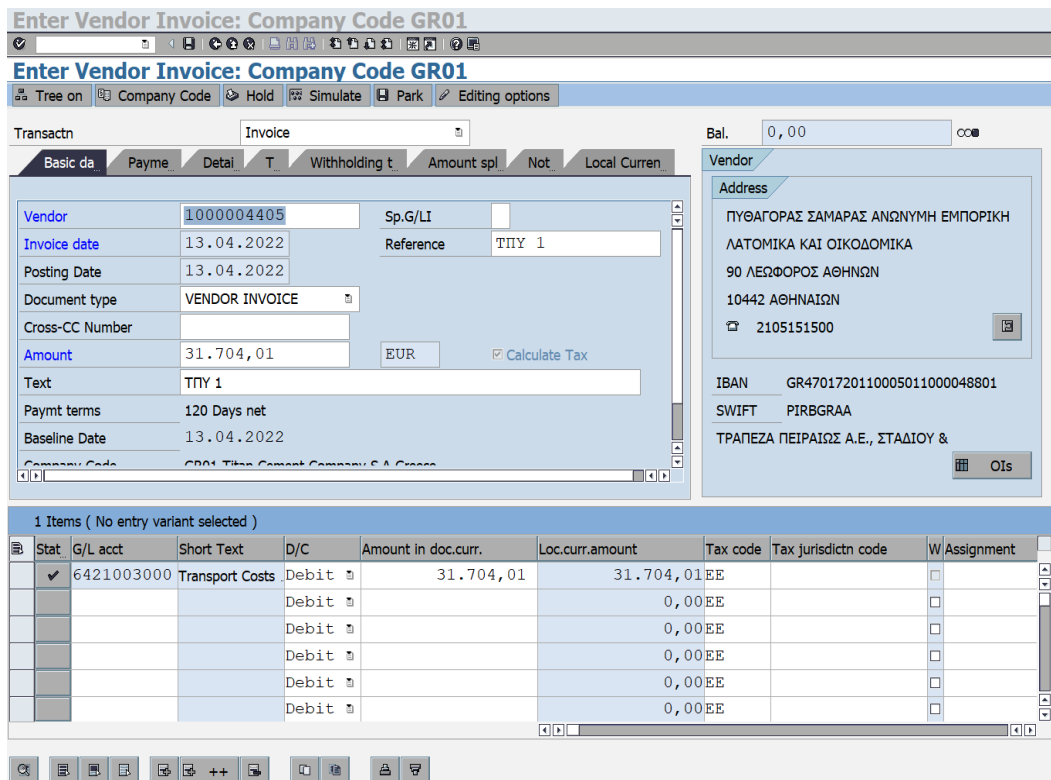 Enter Vendor Invoice: Company Code GR01
Enter Vendor Invoice: Company Code GR01
Tree on Company Code Hold Simulate Park Editing options
Transactn Invoice Bal. 0,00
Basic da Payme Detai T Withholding t Amount spl Not Local Curren
Vendor 1000004405 Sp.G/LI
Invoice date 13.04.2022 Reference ΤΠΥ 1
Posting Date 13.04.2022
Document type VENDOR INVOICE
Cross-CC Number
Amount 31.704,01 EUR Calculate Tax
Text ΤΠΥ 1
Paymt terms 120 Days net
Baseline Date 13.04.2022
Company Code GR01 Titan Cement Company S.A Greece
Vendor
Address
ΠΥΘΑΓΟΡΑΣ ΣΑΜΑΡΑΣ ΑΝΩΝΥΜΗ ΕΜΠΟΡΙΚΗ
ΛΑΤΟΜΙΚΑ ΚΑΙ ΟΙΚΟΔΟΜΙΚΑ
90 ΛΕΩΦΟΡΟΣ ΑΘΗΝΩΝ
10442 ΑΘΗΝΑΙΩΝ
2105151500
IBAN GR4701720110005011000048801
SWIFT PIRBGRAA
ΤΡΑΠΕΖΑ ΠΕΙΡΑΙΩΣ Α.Ε., ΣΤΑΔΙΟΥ &
OIs
1 Items ( No entry variant selected )
Stat G/L acct Short Text D/C Amount in doc.curr. Loc.curr.amount Tax code Tax jurisdictn code W Assignment
6421003000 Transport Costs Debit 31.704,01 31.704,01 EE
Debit 0,00 EE
Debit 0,00 EE
Debit 0,00 EE
Debit 0,00 EE
Debit 0,00 EE